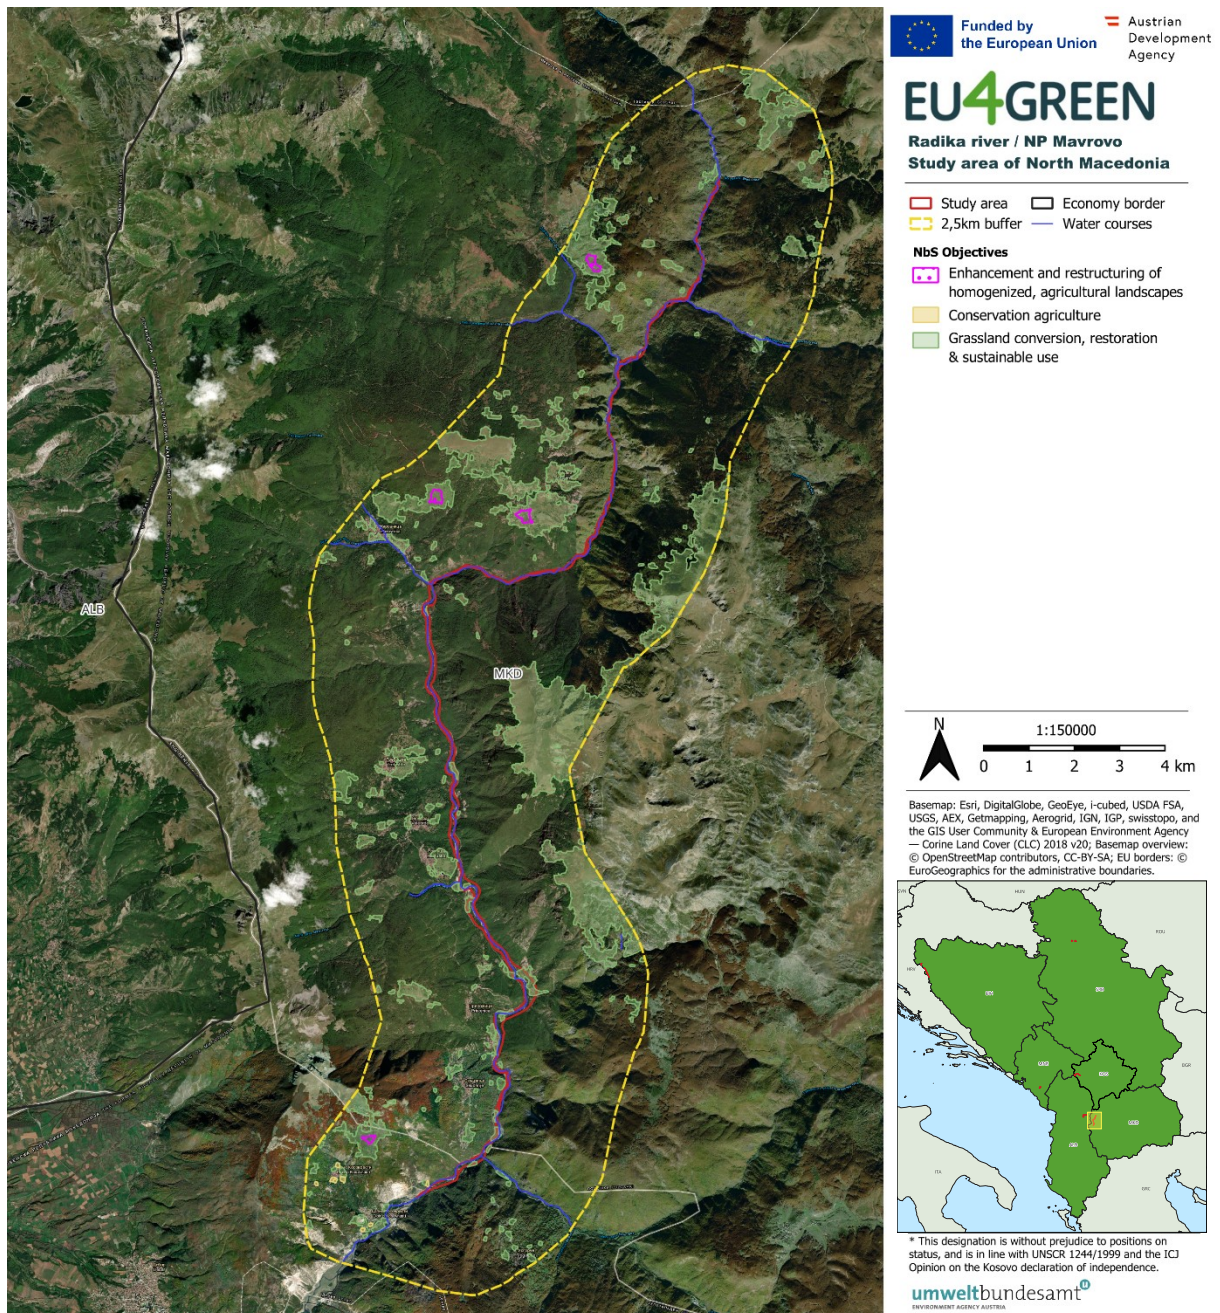 Funded by
the European Union
Austrian
Development
Agency
EU4GREEN
Radika river / NP Mavrovo
Study area of North Macedonia
Study area
Economy border
2,5km buffer
Water courses
NbS Objectives
Enhancement and restructuring of
homogenized, agricultural landscapes
Conservation agriculture
Grassland conversion, restoration
& sustainable use
ALB
MKD
N
1:150000
0 1 2 3 4 km
Basemap: Esri, DigitalGlobe, GeoEye, i-cubed, USDA FSA,
USGS, AEX, Getmapping, Aerogrid, IGN, IGP, swisstopo, and
the GIS User Community & European Environment Agency
— Corine Land Cover (CLC) 2018 v20; Basemap overview:
© OpenStreetMap contributors, CC-BY-SA; EU borders: ©
EuroGeographics for the administrative boundaries.
HUN
ROU
HRV
BGR
ITA
GRC
* This designation is without prejudice to positions on
status, and is in line with UNSCR 1244/1999 and the ICJ
Opinion on the Kosovo declaration of independence.
umweltbundesamt
ENVIRONMENT AGENCY AUSTRIA